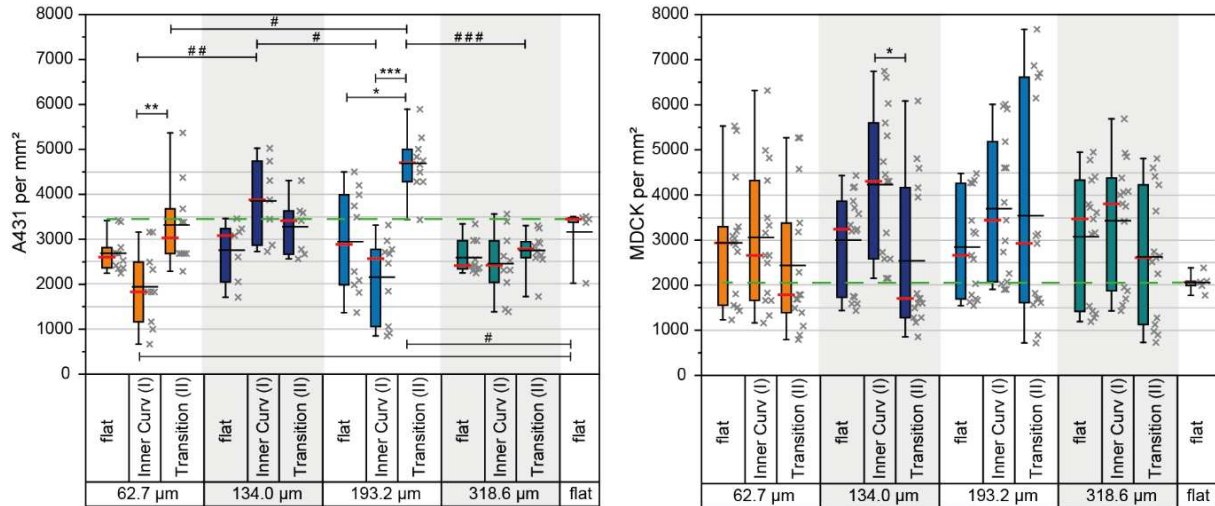 8000
7000
6000
5000
4000
3000
2000
1000
0
A431 per mm²
#
##
#
###
***
*
**
#
flat
Inner Curv (I)
Transition (II)
flat
Inner Curv (I)
Transition (II)
flat
Inner Curv (I)
Transition (III)
flat
Inner Curv (I)
Transition (II)
flat
62.7 µm
134.0 µm
193.2 µm
318.6 µm
flat
8000
7000
6000
5000
4000
3000
2000
1000
0
MDCK per mm²
*
flat
Inner Curv (I)
Transition (II)
flat
Inner Curv (I)
Transition (II)
flat
Inner Curv (I)
Transition (II)
flat
Inner Curv (I)
Transition (II)
flat
62.7 µm
134.0 µm
193.2 µm
318.6 µm
flat